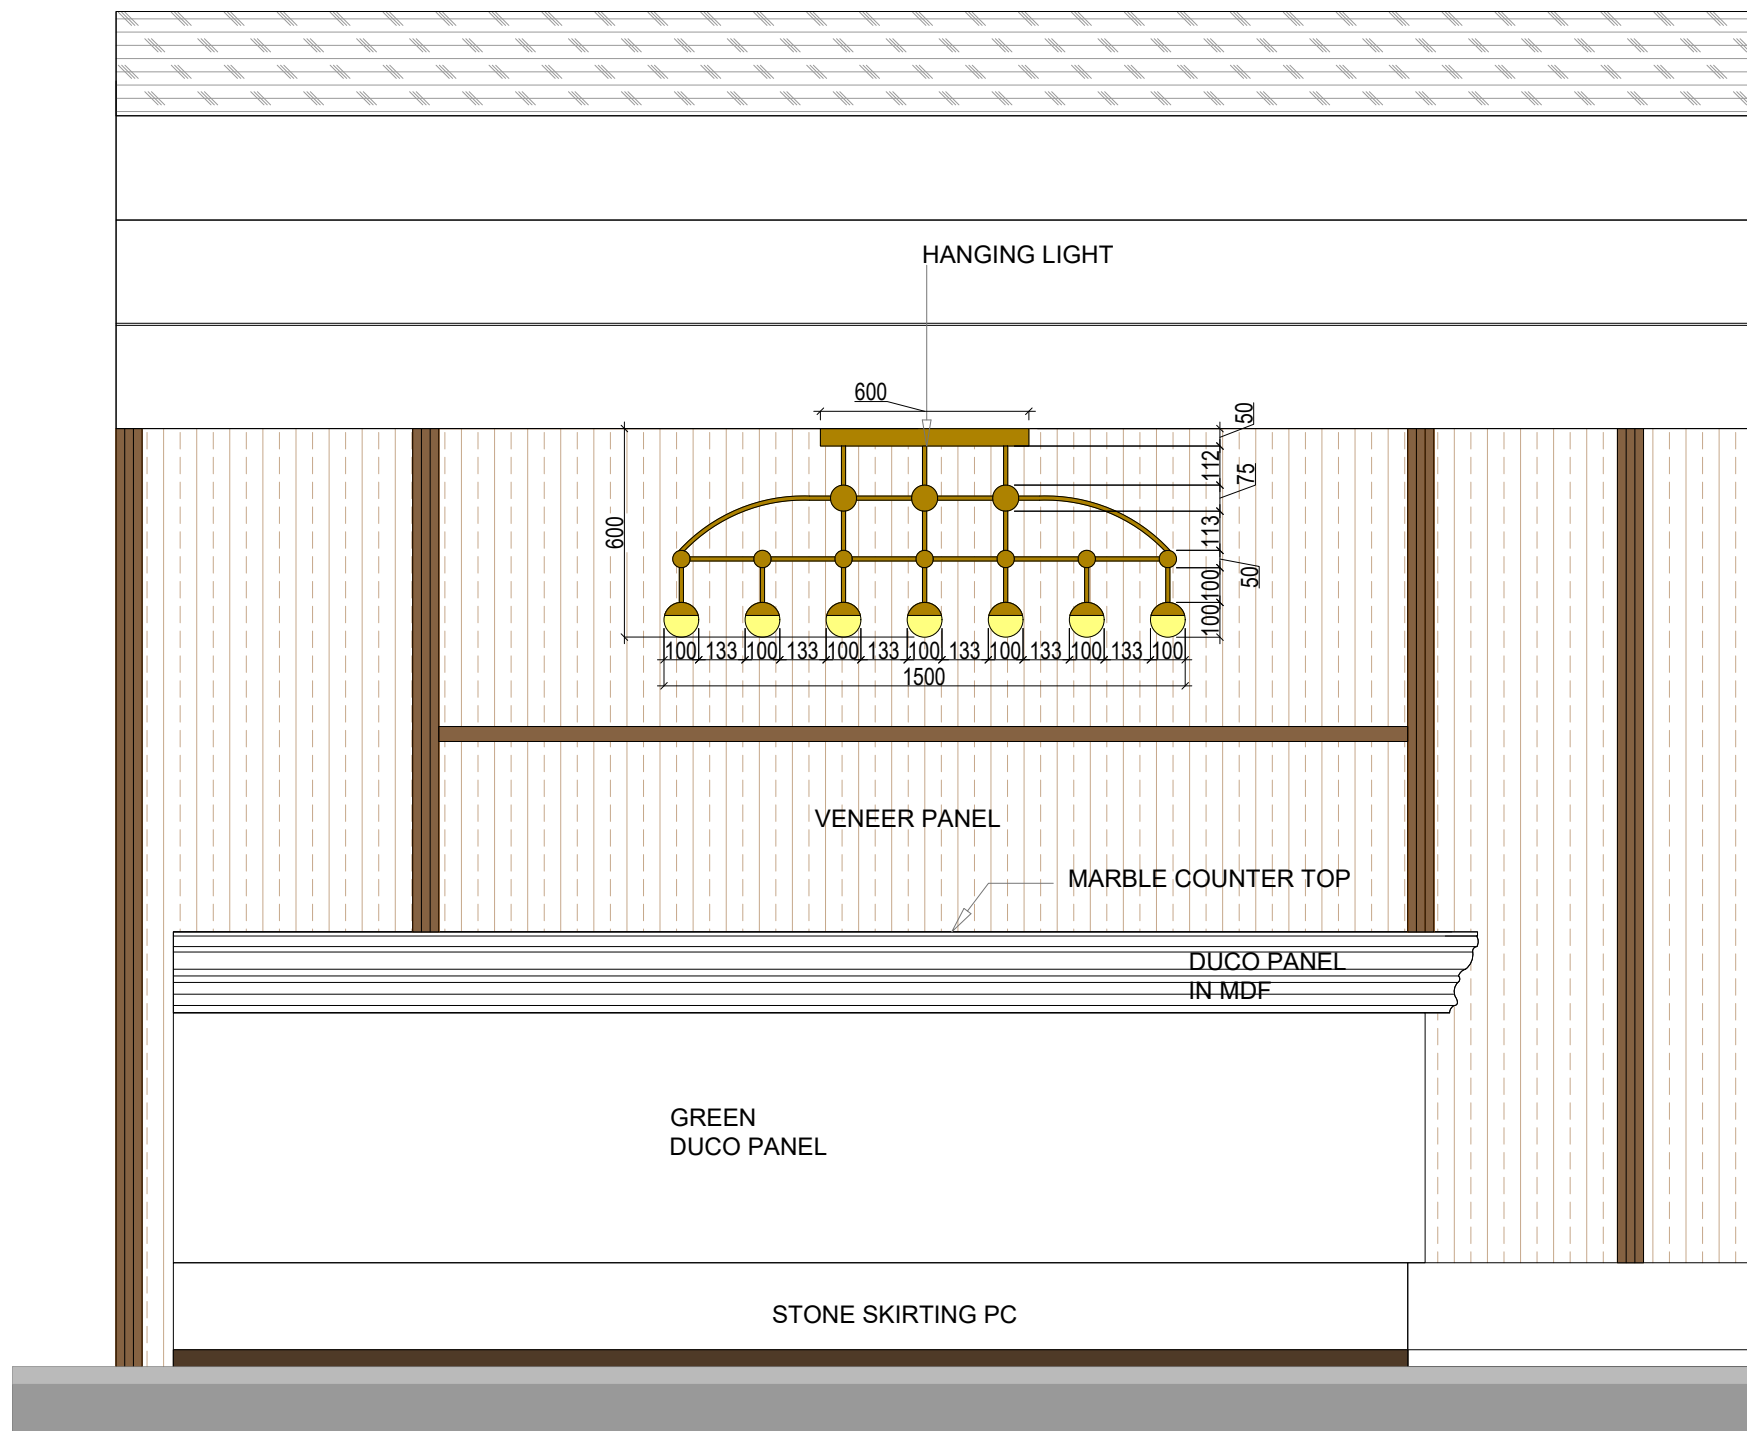 HANGING LIGHT
600
50
112
75
600
113
50
100
100
100 133 100 133 100 133 100 133 100 133 100 133 100
1500
VENEER PANEL
MARBLE COUNTER TOP
DUCO PANEL
IN MDF
GREEN
DUCO PANEL
STONE SKIRTING PC